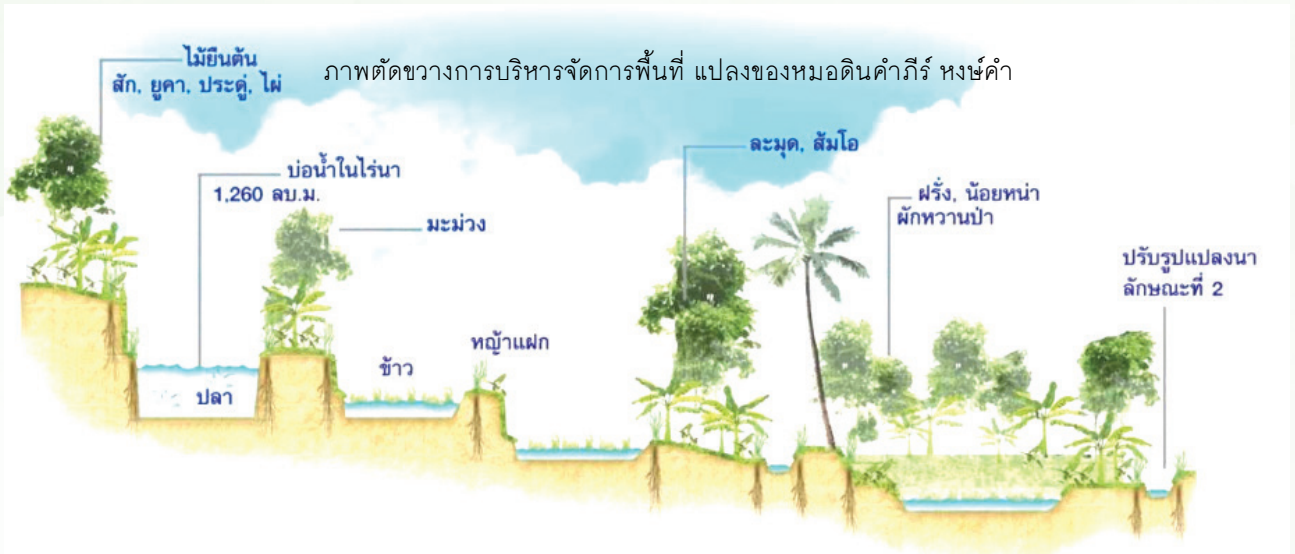 ภาพตัดขวางการบริหารจัดการพื้นที่ แปลงของหมอดินคำภีร์ หงษ์คำ
ไม้ยืนต้น
สัก, ยูคา, ประดู่, ไผ่
บ่อน้ำในไร่นา
1,260 ลบ.ม.
มะม่วง
ละมุด, ส้มโอ
ฝรั่ง, น้อยหน่า
ผักหวานป่า
ปรับรูปแปลงนา
ลักษณะที่ 2
ปลา
ข้าว
หญ้าแฝก